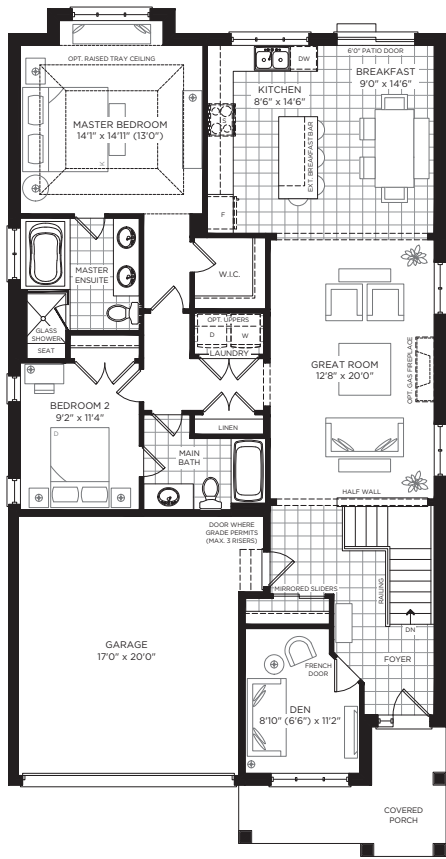 OPT. RAISED TRAY CEILING
MASTER BEDROOM
14'1" x 14'11" (13'0")
DW
6'0" PATIO DOOR
KITCHEN
8'6" x 14'6"
BREAKFAST
9'0" x 14'6"
EXT. BREAKFAST BAR
F
MASTER
ENSUITE
W.I.C.
GLASS
SHOWER
SEAT
OPT. UPPERS
D
W
LAUNDRY
LINEN
GREAT ROOM
12'8" x 20'0"
OPT. GAS FIREPLACE
BEDROOM 2
9'2" x 11'4"
D
MAIN
BATH
HALF WALL
DOOR WHERE
GRADE PERMITS
(MAX. 3 RISERS)
MIRRORED SLIDERS
RAILING
DN
FOYER
GARAGE
17'0" x 20'0"
FRENCH
DOOR
DEN
8'10" (6'6") x 11'2"
COVERED
PORCH